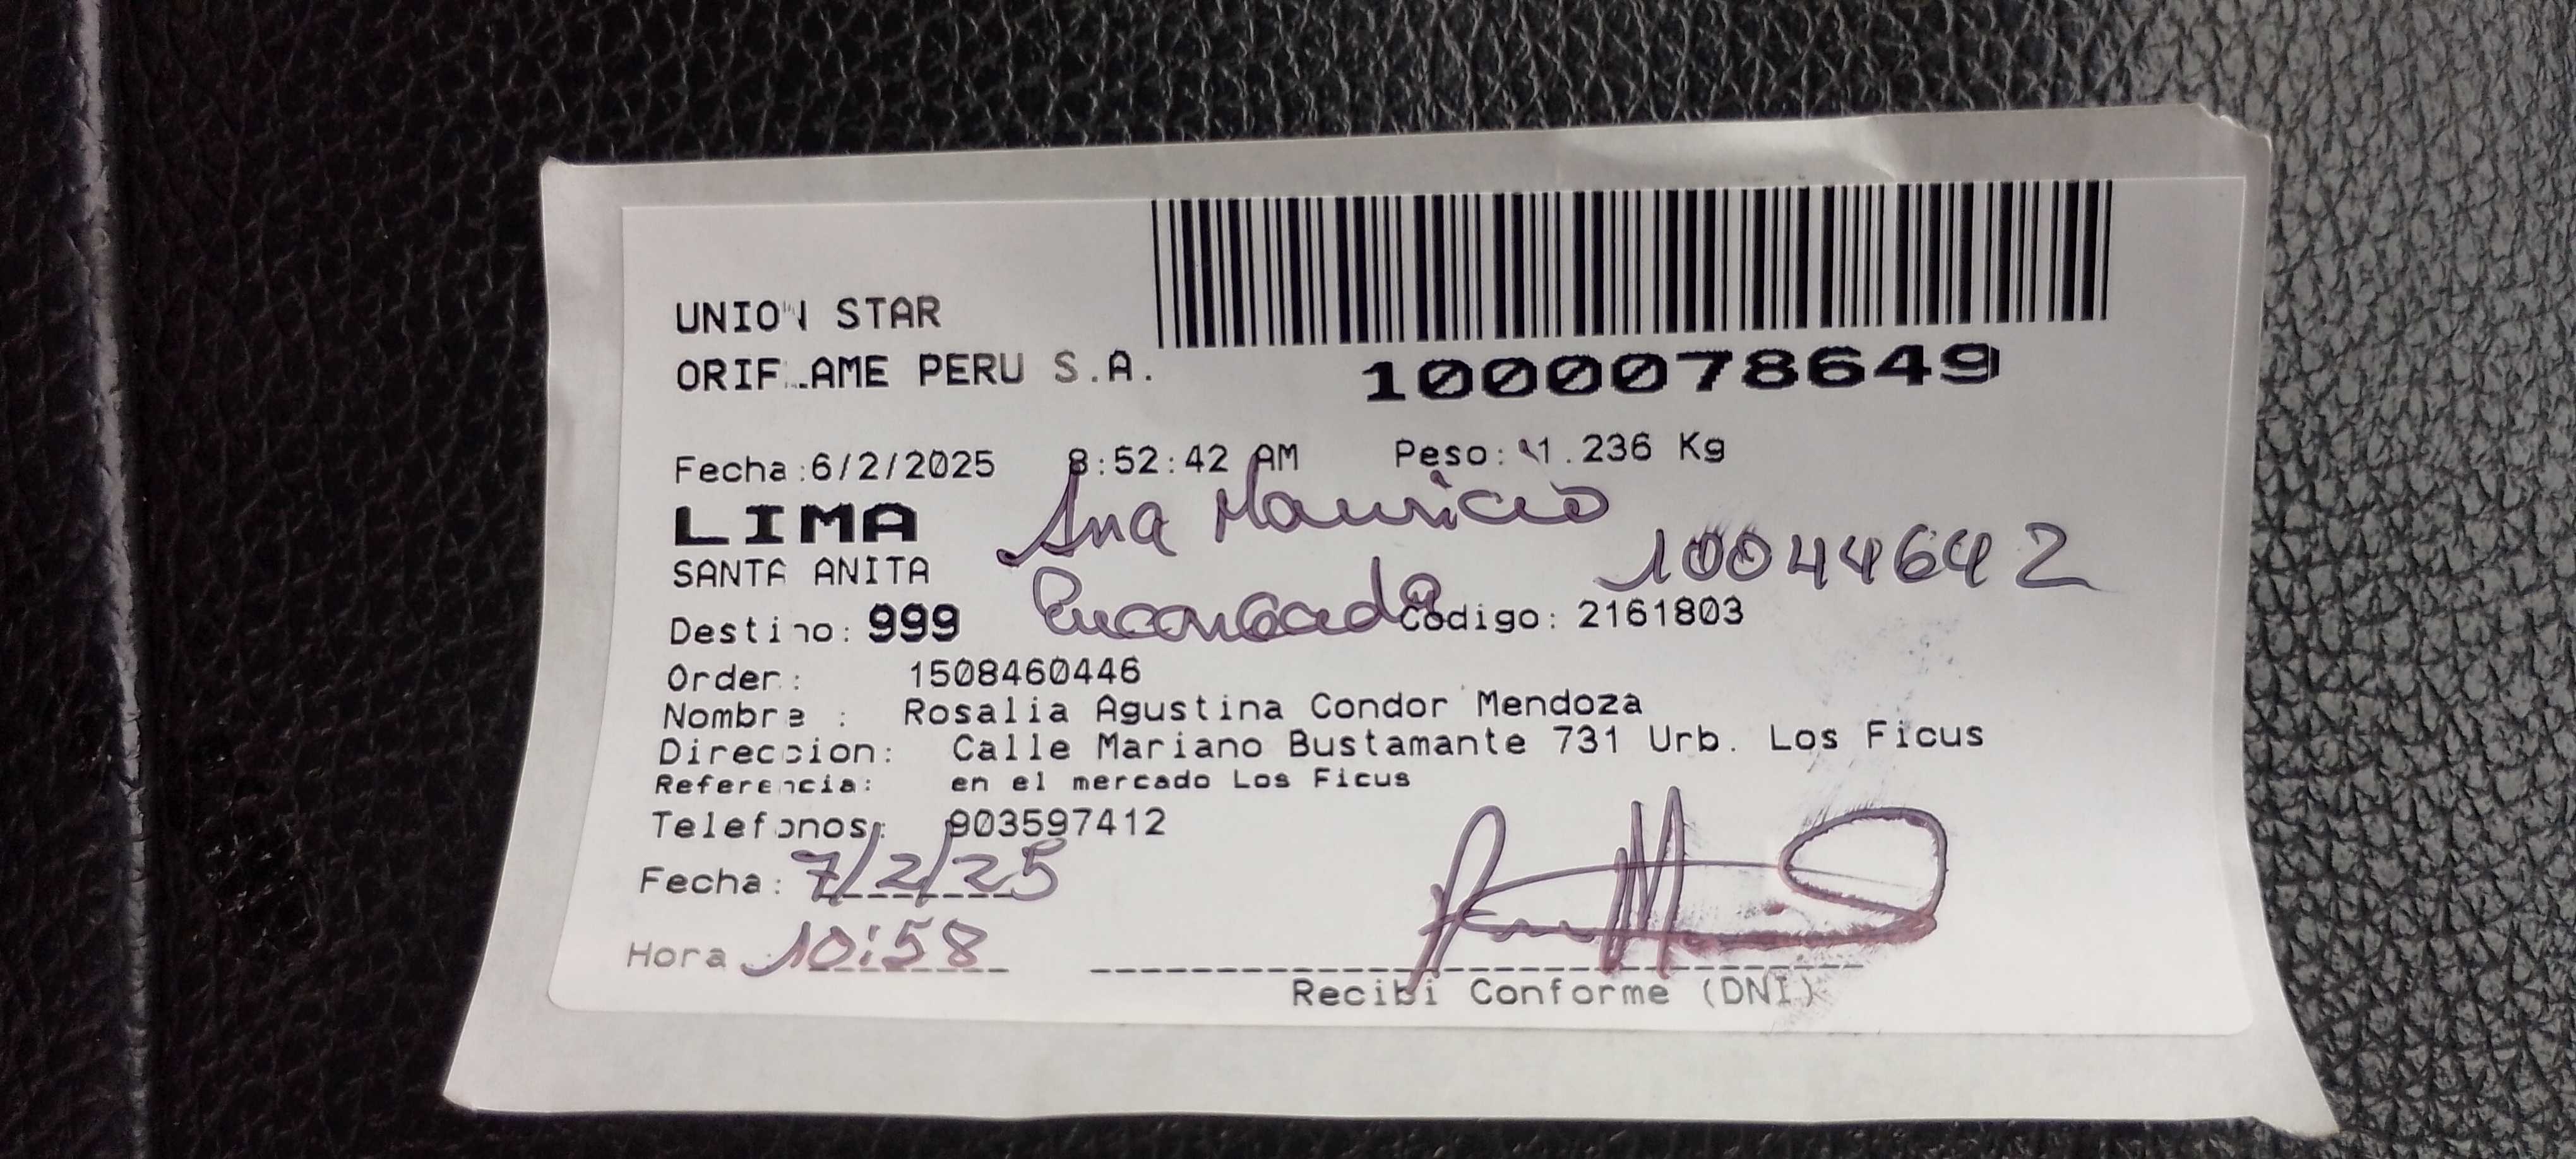 UNION STAR
ORIFLAME PERU S.A.
1000078649
Fecha:6/2/2025 8:52:42 AM Peso: 1.236 Kg
LIMA
Ana Mauricio
SANTA ANITA
10044642
Destino: 999
Encargada
Codigo: 2161803
Order: 1508460446
Nombre : Rosalia Agustina Condor Mendoza
Direccion: Calle Mariano Bustamante 731 Urb. Los Ficus
Referencia: en el mercado Los Ficus
Telefonos: 903597412
Fecha: 7/2/25
Hora : 10:58
Recibi Conforme (DNI)